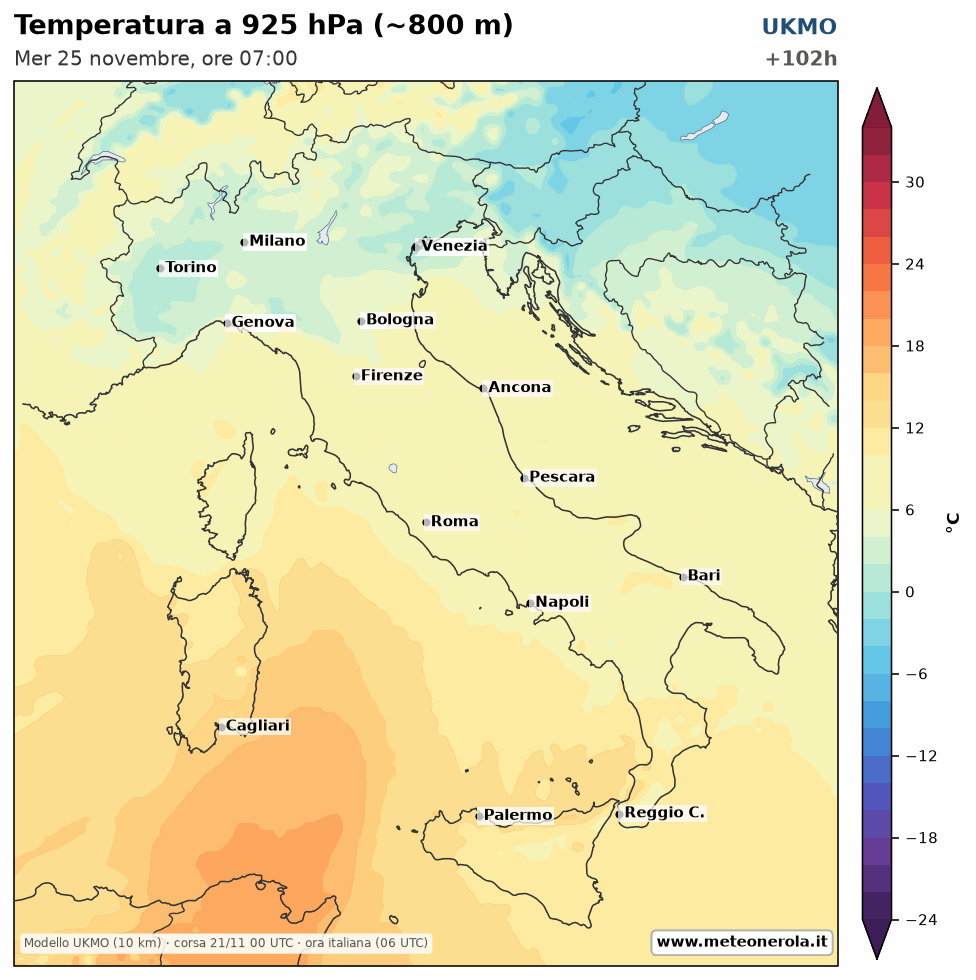 Temperatura a 925 hPa (~800 m)
UKMO
Mer 25 novembre, ore 07:00
+102h
Milano
Venezia
Torino
Genova
Bologna
Firenze
Ancona
Pescara
Roma
Bari
Napoli
Cagliari
Palermo
Reggio C.
30
24
18
12
6
0
−6
−12
−18
−24
°C
Modello UKMO (10 km) · corsa 21/11 00 UTC · ora italiana (06 UTC)
www.meteonerola.it